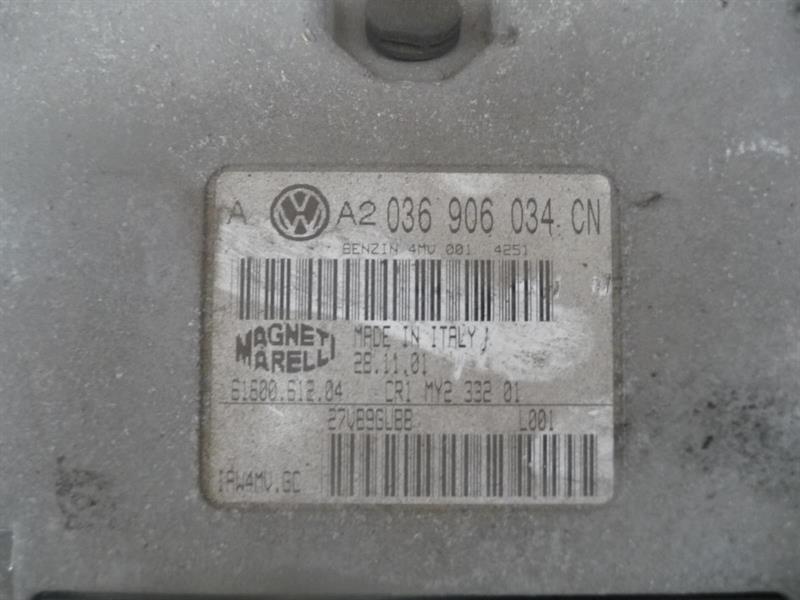 A VW A2 036 906 034 CN
BENZIN 4MV 001 4251
MAGNETI MARELLI
MADE IN ITALY
28.11.01
61600.612.04 CR1 MY2 332 01
L001
IAW4MV.GC